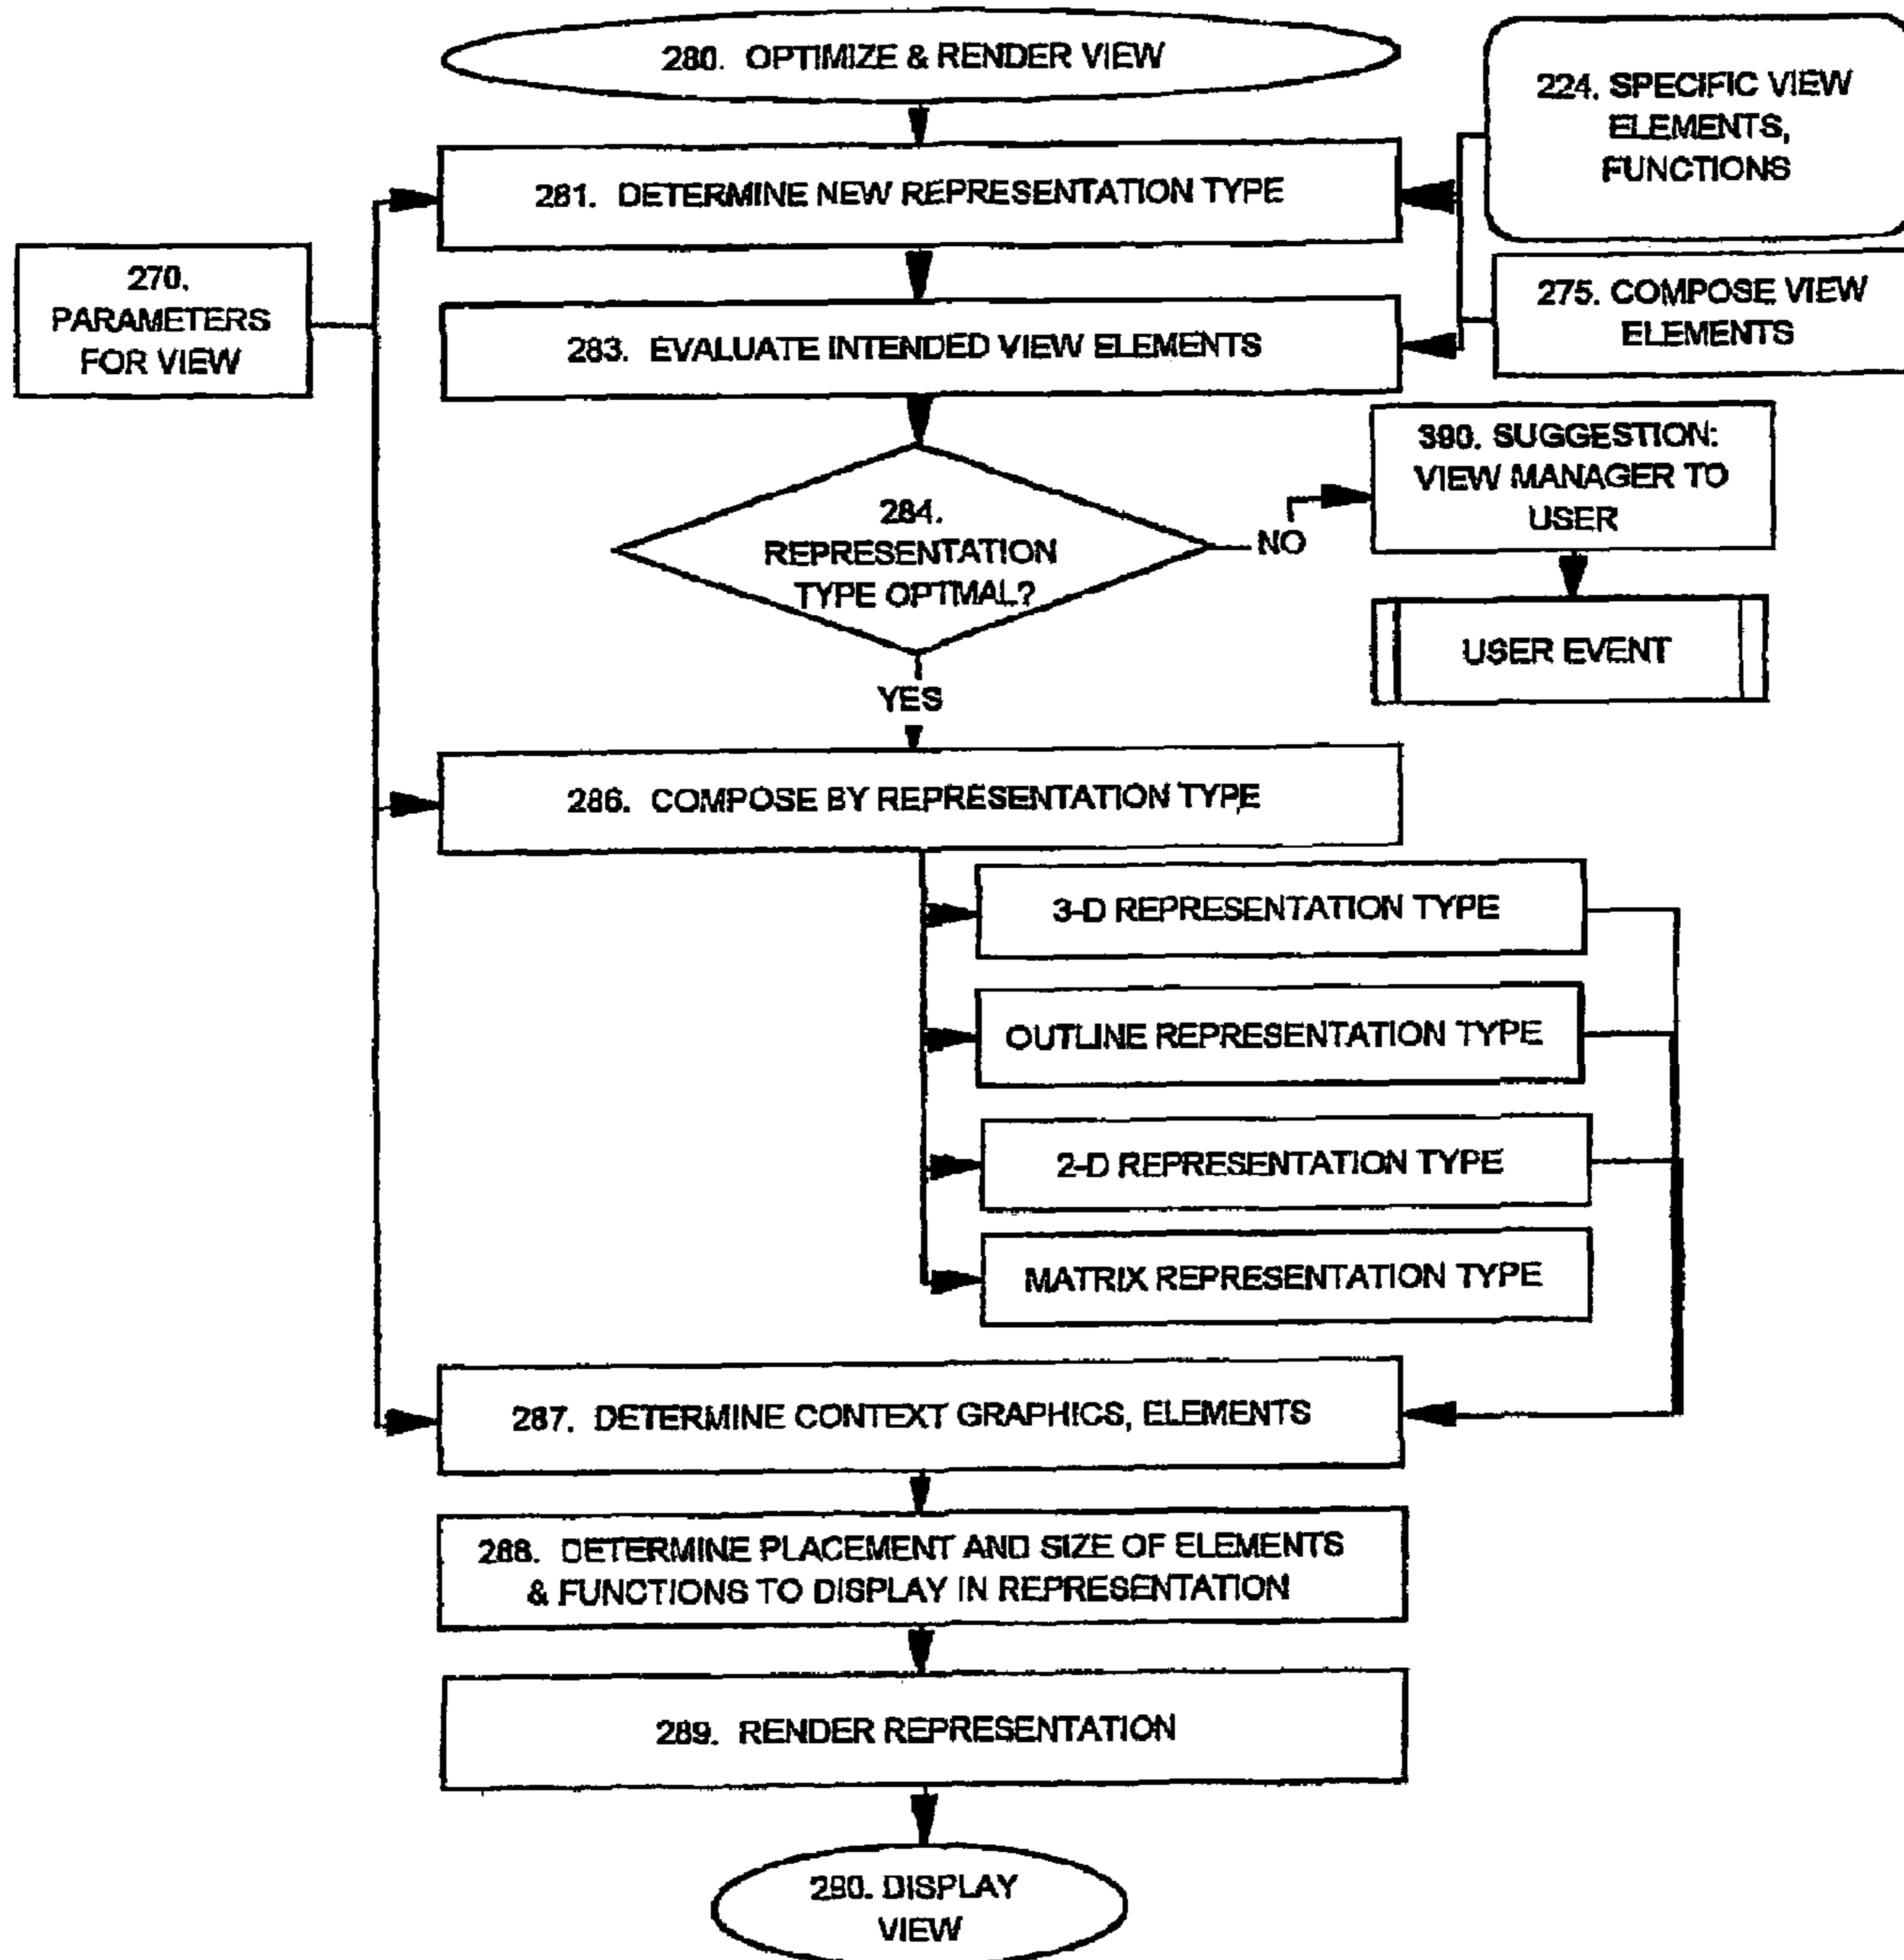 280. OPTIMIZE & RENDER VIEW
224. SPECIFIC VIEW
ELEMENTS,
FUNCTIONS
281. DETERMINE NEW REPRESENTATION TYPE
270.
PARAMETERS
FOR VIEW
275. COMPOSE VIEW
ELEMENTS
283. EVALUATE INTENDED VIEW ELEMENTS
390. SUGGESTION:
VIEW MANAGER TO
USER
284.
REPRESENTATION
TYPE OPTIMAL?
NO
USER EVENT
YES
286. COMPOSE BY REPRESENTATION TYPE
3-D REPRESENTATION TYPE
OUTLINE REPRESENTATION TYPE
2-D REPRESENTATION TYPE
MATRIX REPRESENTATION TYPE
287. DETERMINE CONTEXT GRAPHICS, ELEMENTS
288. DETERMINE PLACEMENT AND SIZE OF ELEMENTS
& FUNCTIONS TO DISPLAY IN REPRESENTATION
289. RENDER REPRESENTATION
290. DISPLAY
VIEW